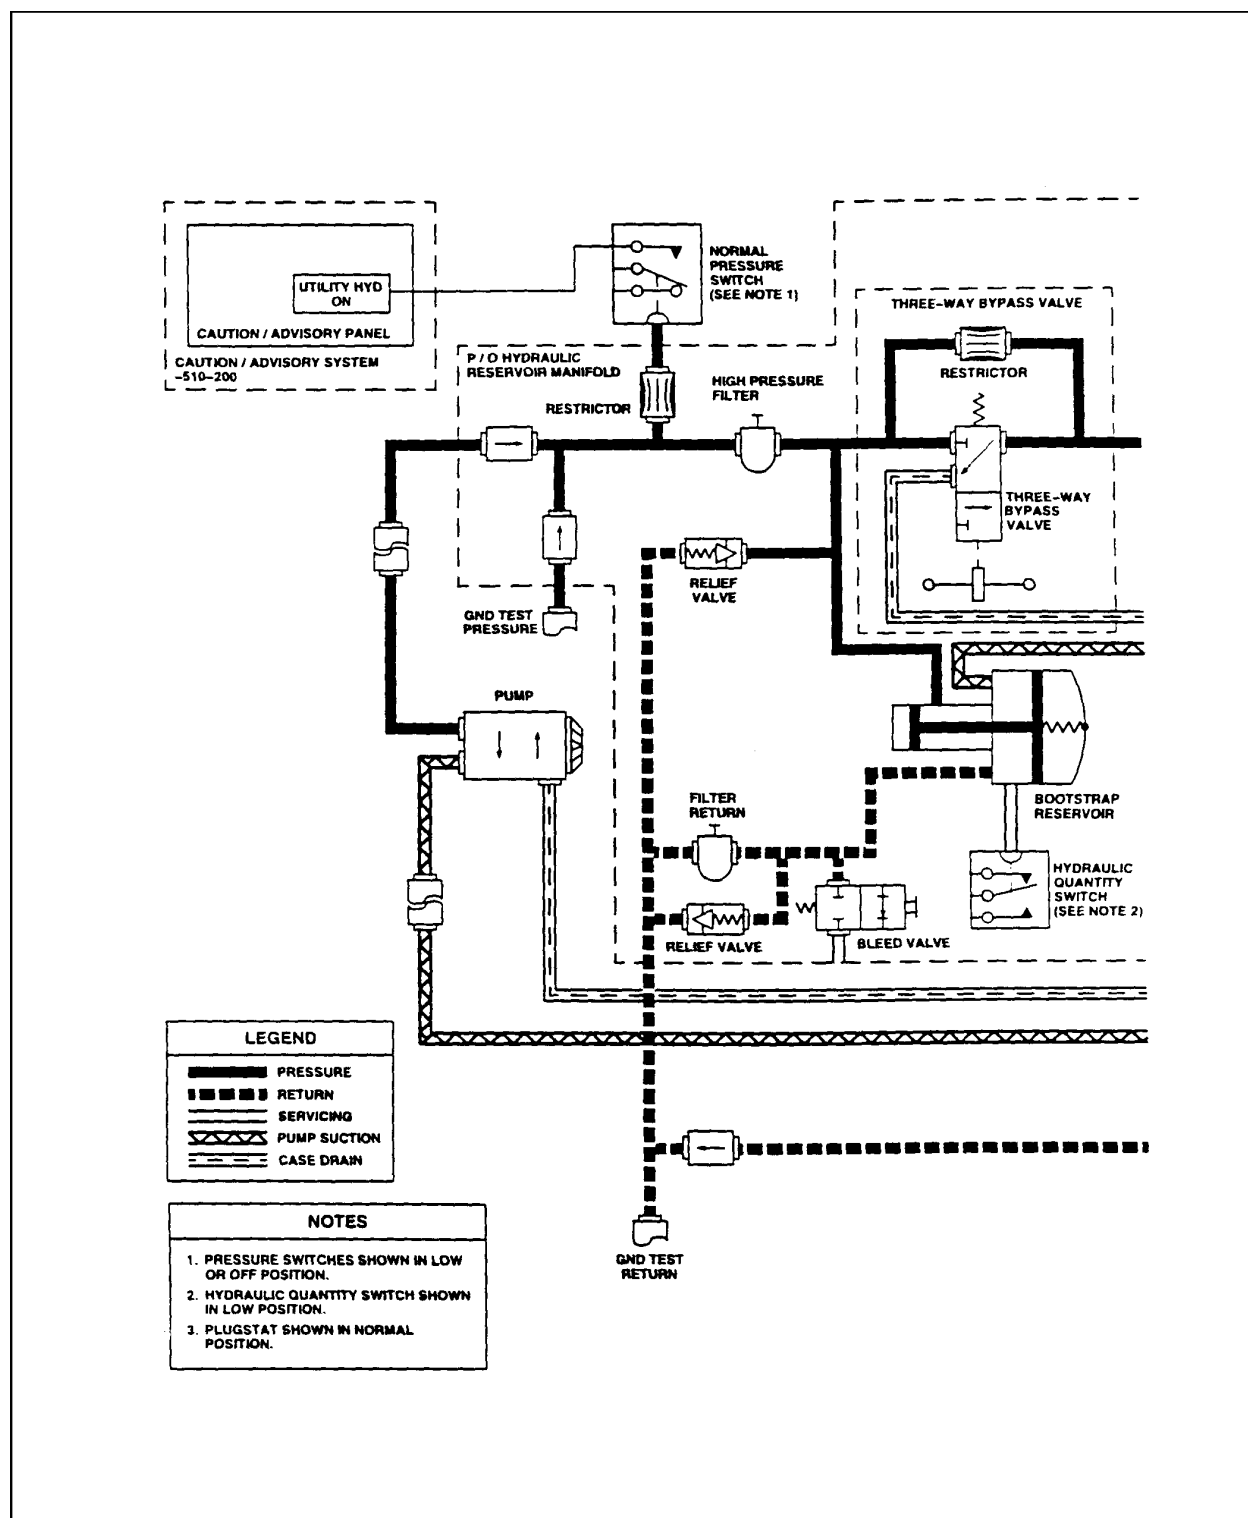 UTILITY HYD
ON
CAUTION / ADVISORY PANEL
CAUTION / ADVISORY SYSTEM
-510-200
NORMAL
PRESSURE
SWITCH
(SEE NOTE 1)
P / O HYDRAULIC
RESERVOIR MANIFOLD
RESTRICTOR
HIGH PRESSURE
FILTER
THREE-WAY BYPASS VALVE
RESTRICTOR
THREE-WAY
BYPASS
VALVE
RELIEF
VALVE
GND TEST
PRESSURE
PUMP
BOOTSTRAP
RESERVOIR
FILTER
RETURN
HYDRAULIC
QUANTITY
SWITCH
(SEE NOTE 2)
RELIEF VALVE
BLEED VALVE
LEGEND
PRESSURE
RETURN
SERVICING
PUMP SUCTION
CASE DRAIN
NOTES
1. PRESSURE SWITCHES SHOWN IN LOW
OR OFF POSITION.
2. HYDRAULIC QUANTITY SWITCH SHOWN
IN LOW POSITION.
3. PLUGSTAT SHOWN IN NORMAL
POSITION.
GND TEST
RETURN